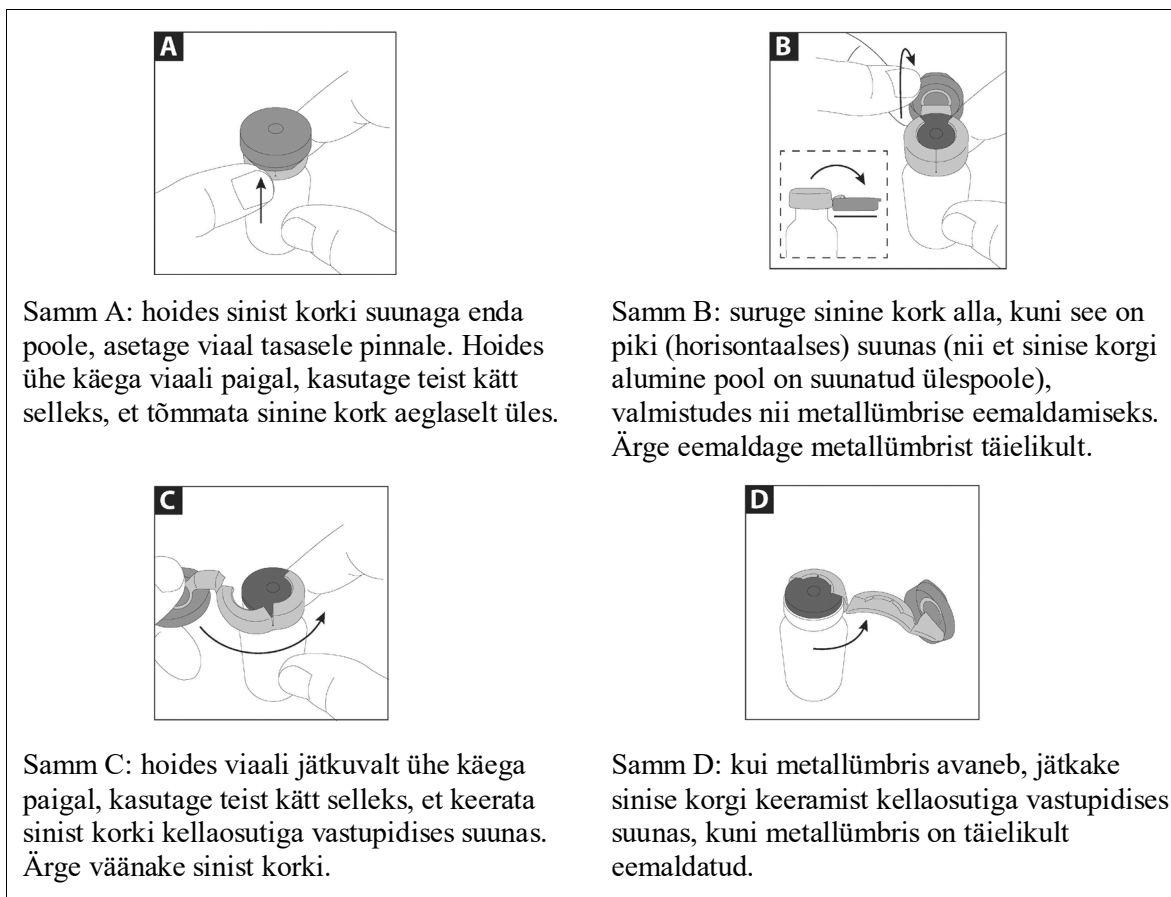 A
Samm A: hoides sinist korki suunaga enda
poole, asetage viaal tasasele pinnale. Hoides
ühe käega viaali paigal, kasutage teist kätt
selleks, et tõmmata sinine kork aeglaselt üles.
B
Samm B: suruge sinine kork alla, kuni see on
piki (horisontaalses) suunas (nii et sinise korgi
alumine pool on suunatud ülespoole),
valmistudes nii metallümbrise eemaldamiseks.
Ärge eemaldage metallümbrist täielikult.
C
Samm C: hoides viaali jätkuvalt ühe käega
paigal, kasutage teist kätt selleks, et keerata
sinist korki kellaosutiga vastupidises suunas.
Ärge väänake sinist korki.
D
Samm D: kui metallümbris avaneb, jätkake
sinise korgi keeramist kellaosutiga vastupidises
suunas, kuni metallümbris on täielikult
eemaldatud.